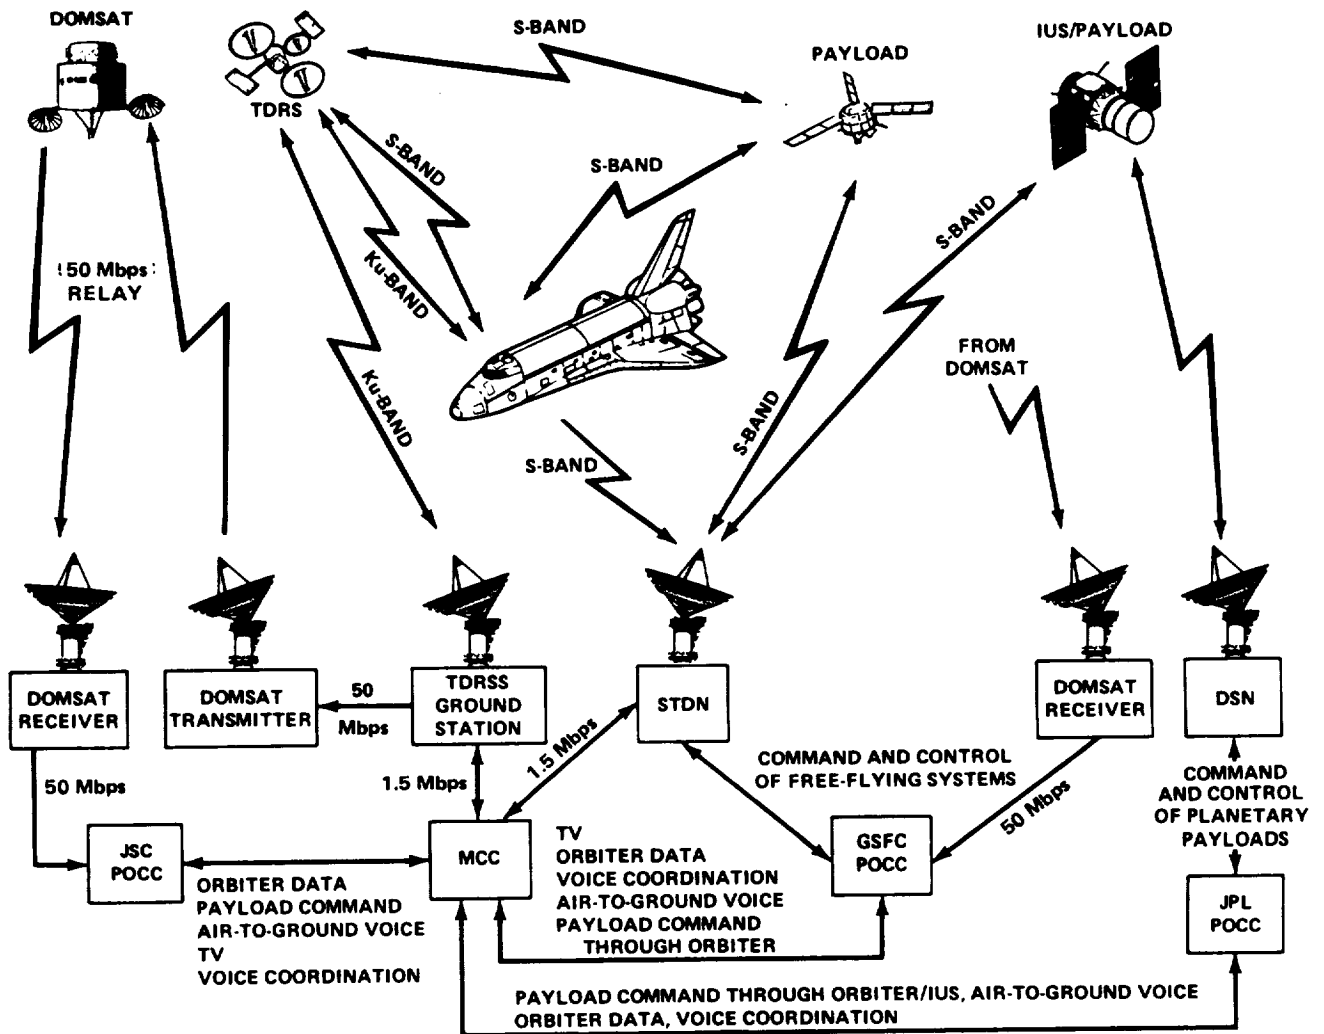 DOMSAT
TDRS
S-BAND
PAYLOAD
IUS/PAYLOAD
S-BAND
S-BAND
S-BAND
Ku-BAND
50 Mbps
RELAY
Ku-BAND
S-BAND
S-BAND
FROM
DOMSAT
DOMSAT
RECEIVER
DOMSAT
TRANSMITTER
50
Mbps
TDRSS
GROUND
STATION
STDN
DOMSAT
RECEIVER
DSN
50 Mbps
1.5 Mbps
1.5 Mbps
COMMAND AND CONTROL
OF FREE-FLYING SYSTEMS
50 Mbps
COMMAND
AND CONTROL
OF PLANETARY
PAYLOADS
JSC
POCC
MCC
GSFC
POCC
JPL
POCC
ORBITER DATA
PAYLOAD COMMAND
AIR-TO-GROUND VOICE
TV
VOICE COORDINATION
TV
ORBITER DATA
VOICE COORDINATION
AIR-TO-GROUND VOICE
PAYLOAD COMMAND
THROUGH ORBITER
PAYLOAD COMMAND THROUGH ORBITER/IUS, AIR-TO-GROUND VOICE
ORBITER DATA, VOICE COORDINATION